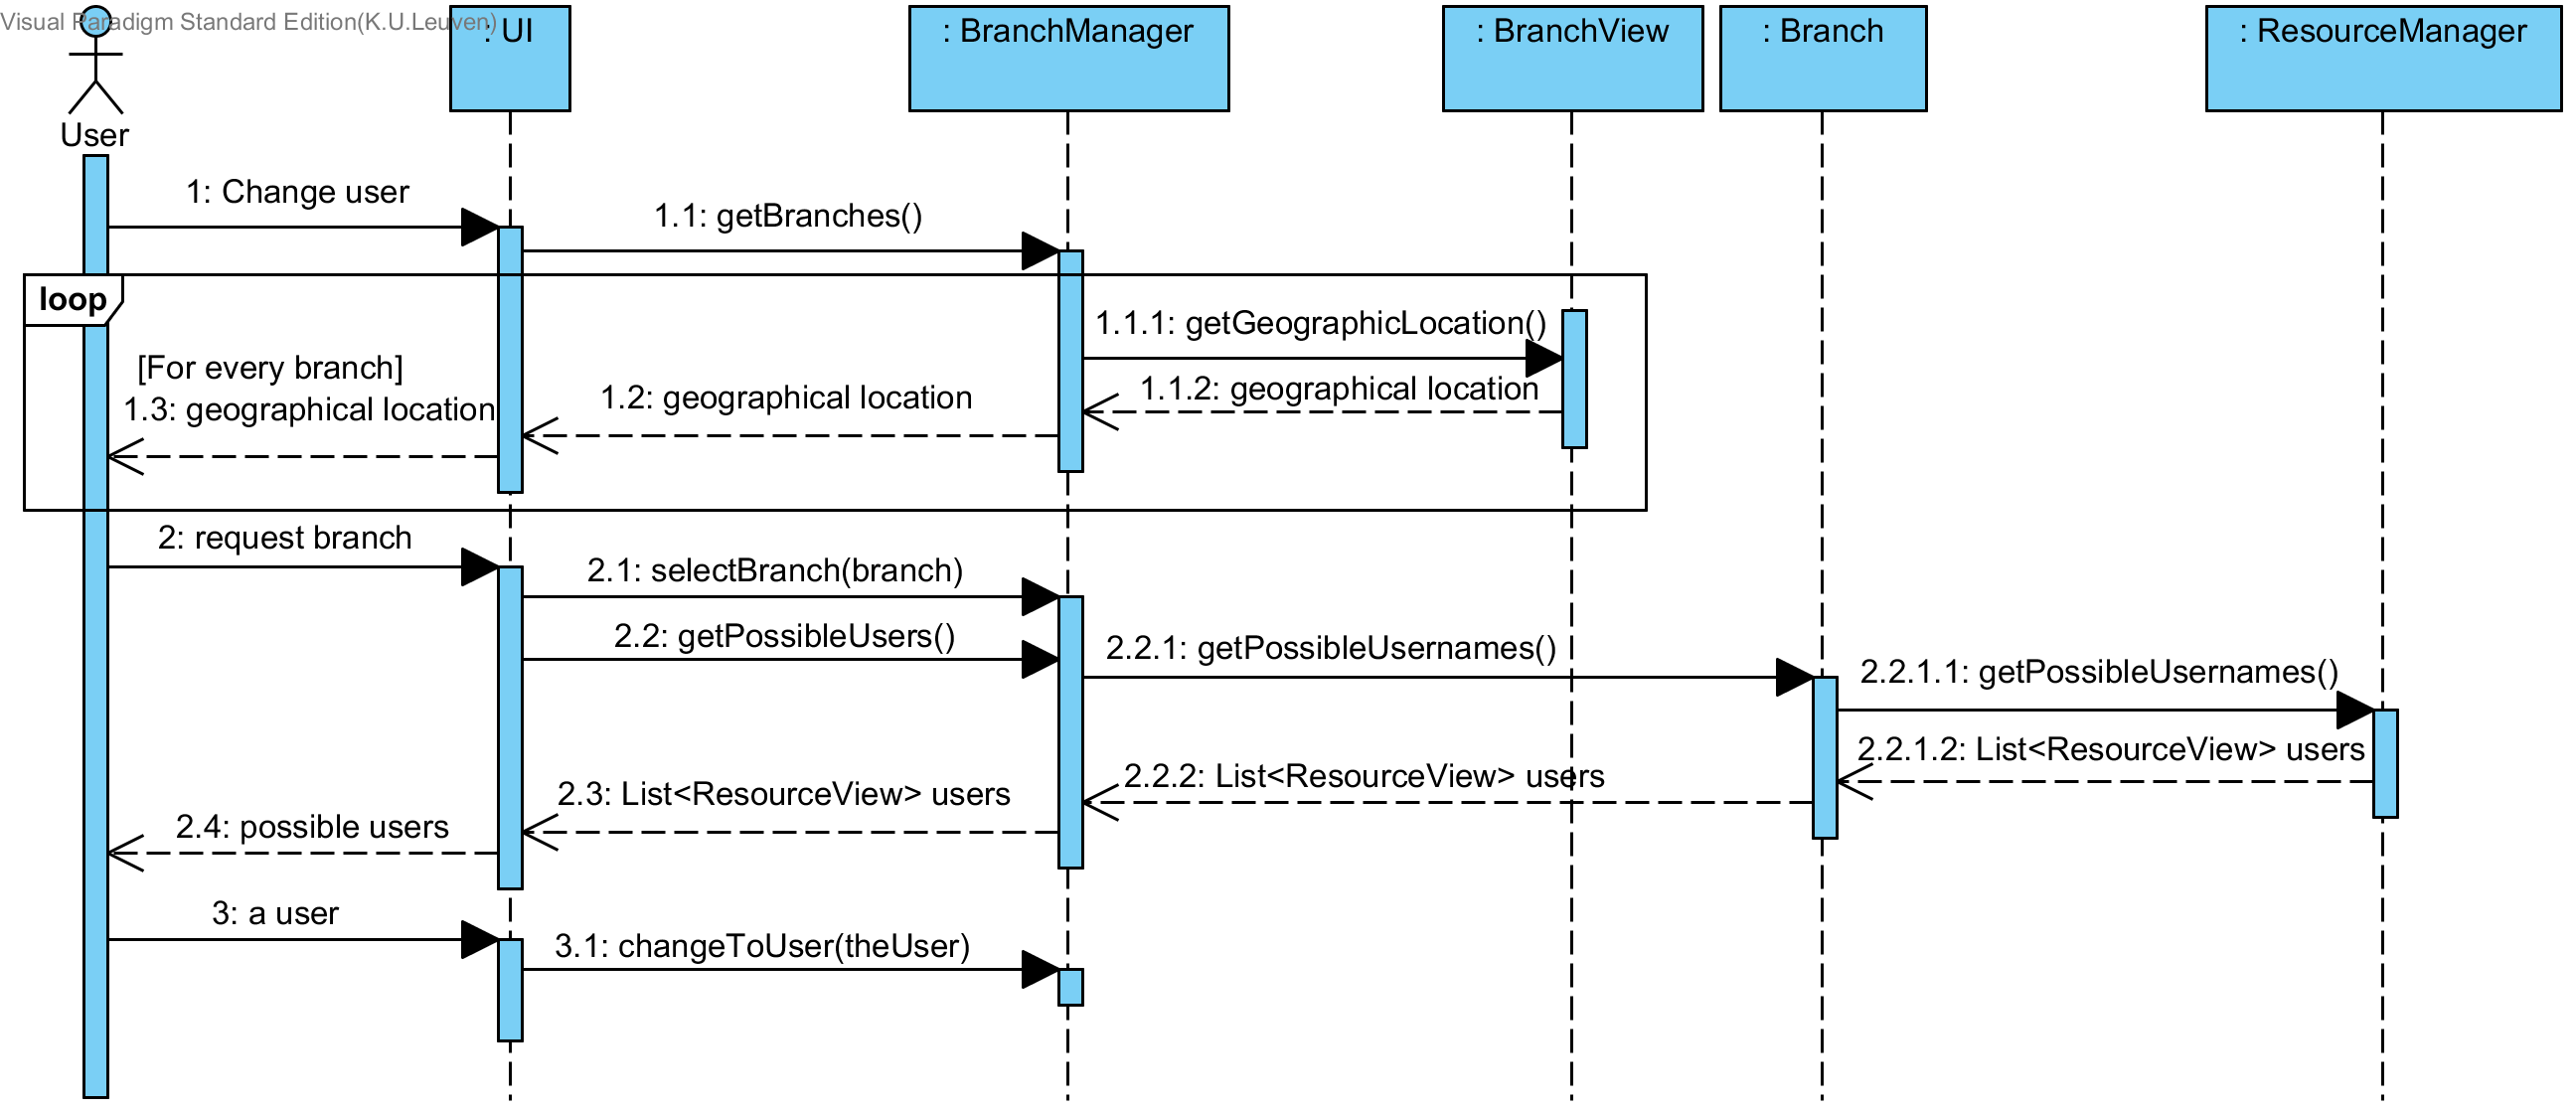 Visual Paradigm Standard Edition(K.U.Leuven)
: UI
: BranchManager
: BranchView
: Branch
: ResourceManager
User
1: Change user
1.1: getBranches()
loop
1.1.1: getGeographicLocation()
[For every branch]
1.1.2: geographical location
1.2: geographical location
1.3: geographical location
2: request branch
2.1: selectBranch(branch)
2.2: getPossibleUsers()
2.2.1: getPossibleUsernames()
2.2.1.1: getPossibleUsernames()
2.2.1.2: List<ResourceView> users
2.2.2: List<ResourceView> users
2.3: List<ResourceView> users
2.4: possible users
3: a user
3.1: changeToUser(theUser)